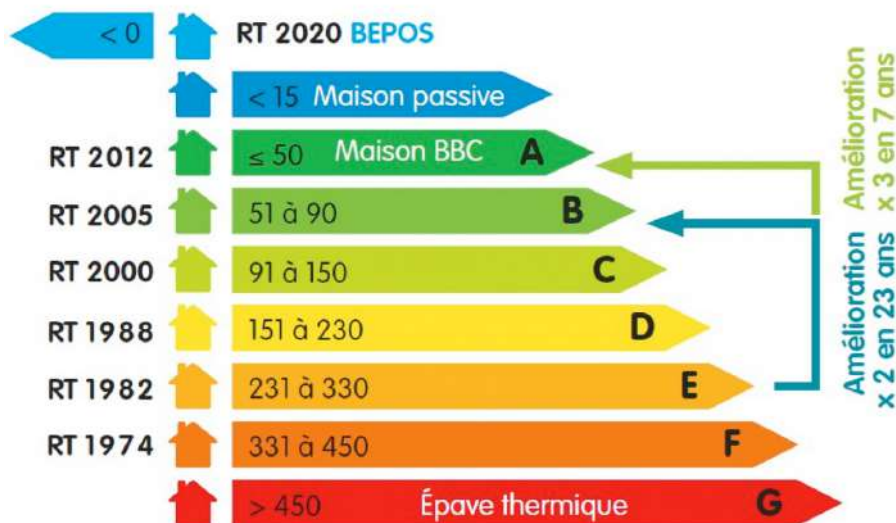 < 0 RT 2020 BEPOS
< 15 Maison passive
RT 2012 ≤ 50 Maison BBC A
RT 2005 51 à 90 B
RT 2000 91 à 150 C
RT 1988 151 à 230 D
RT 1982 231 à 330 E
RT 1974 331 à 450 F
> 450 Épave thermique G
Amélioration
x 3 en 7 ans
Amélioration
x 2 en 23 ans